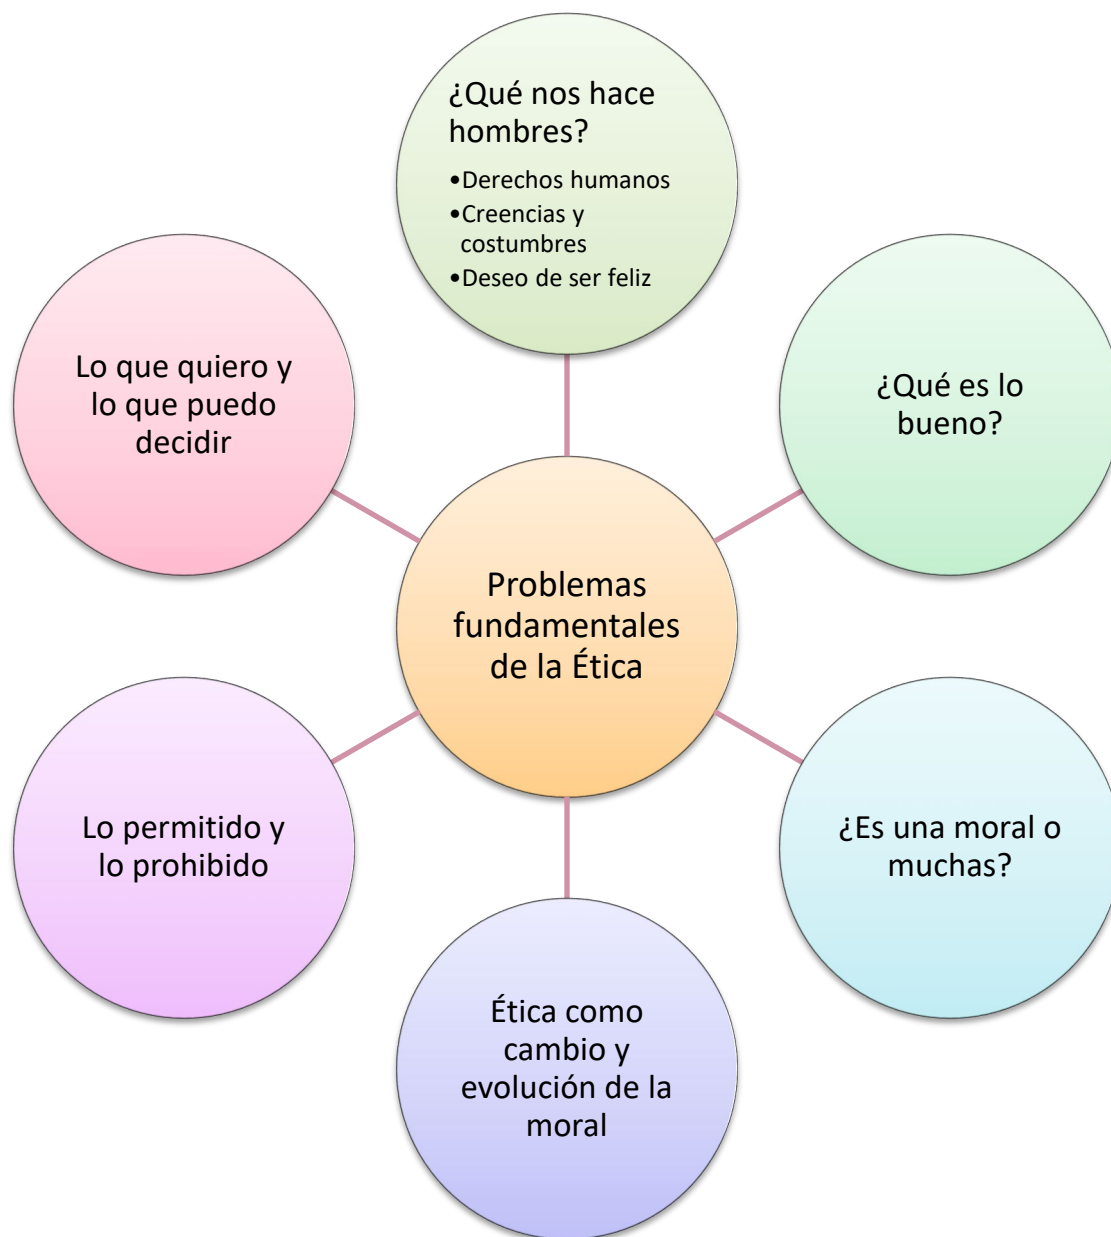 ¿Qué nos hace
hombres?
•Derechos humanos
•Creencias y
costumbres
•Deseo de ser feliz
¿Qué es lo
bueno?
¿Es una moral o
muchas?
Ética como
cambio y
evolución de la
moral
Lo permitido y
lo prohibido
Lo que quiero y
lo que puedo
decidir
Problemas
fundamentales
de la Ética